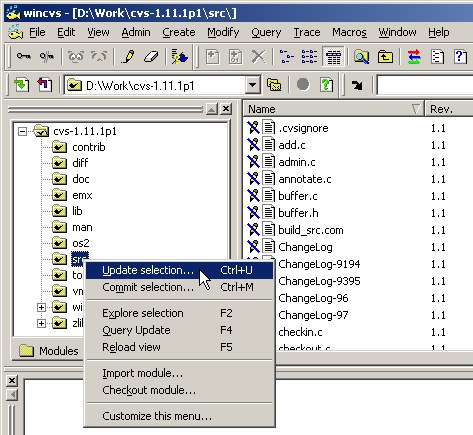 wincvs - [D:\Work\cvs-1.11.1p1\src\]
File Edit View Admin Create Modify Query Trace Macros Window Help
D:\Work\cvs-1.11.1p1
Name Rev.
cvs-1.11.1p1
contrib
diff
doc
emx
lib
man
os2
src
to
vn
wi
zlib
Modules
.cvsignore 1.1
add.c 1.1
admin.c 1.1
annotate.c 1.1
buffer.c 1.1
buffer.h 1.1
build_src.com 1.1
ChangeLog 1.1
ChangeLog-9194 1.1
ChangeLog-9395 1.1
ChangeLog-96 1.1
ChangeLog-97 1.1
checkin.c 1.1
checkout.c 1.1
Update selection... Ctrl+U
Commit selection... Ctrl+M
Explore selection F2
Query Update F4
Reload view F5
Import module...
Checkout module...
Customize this menu...